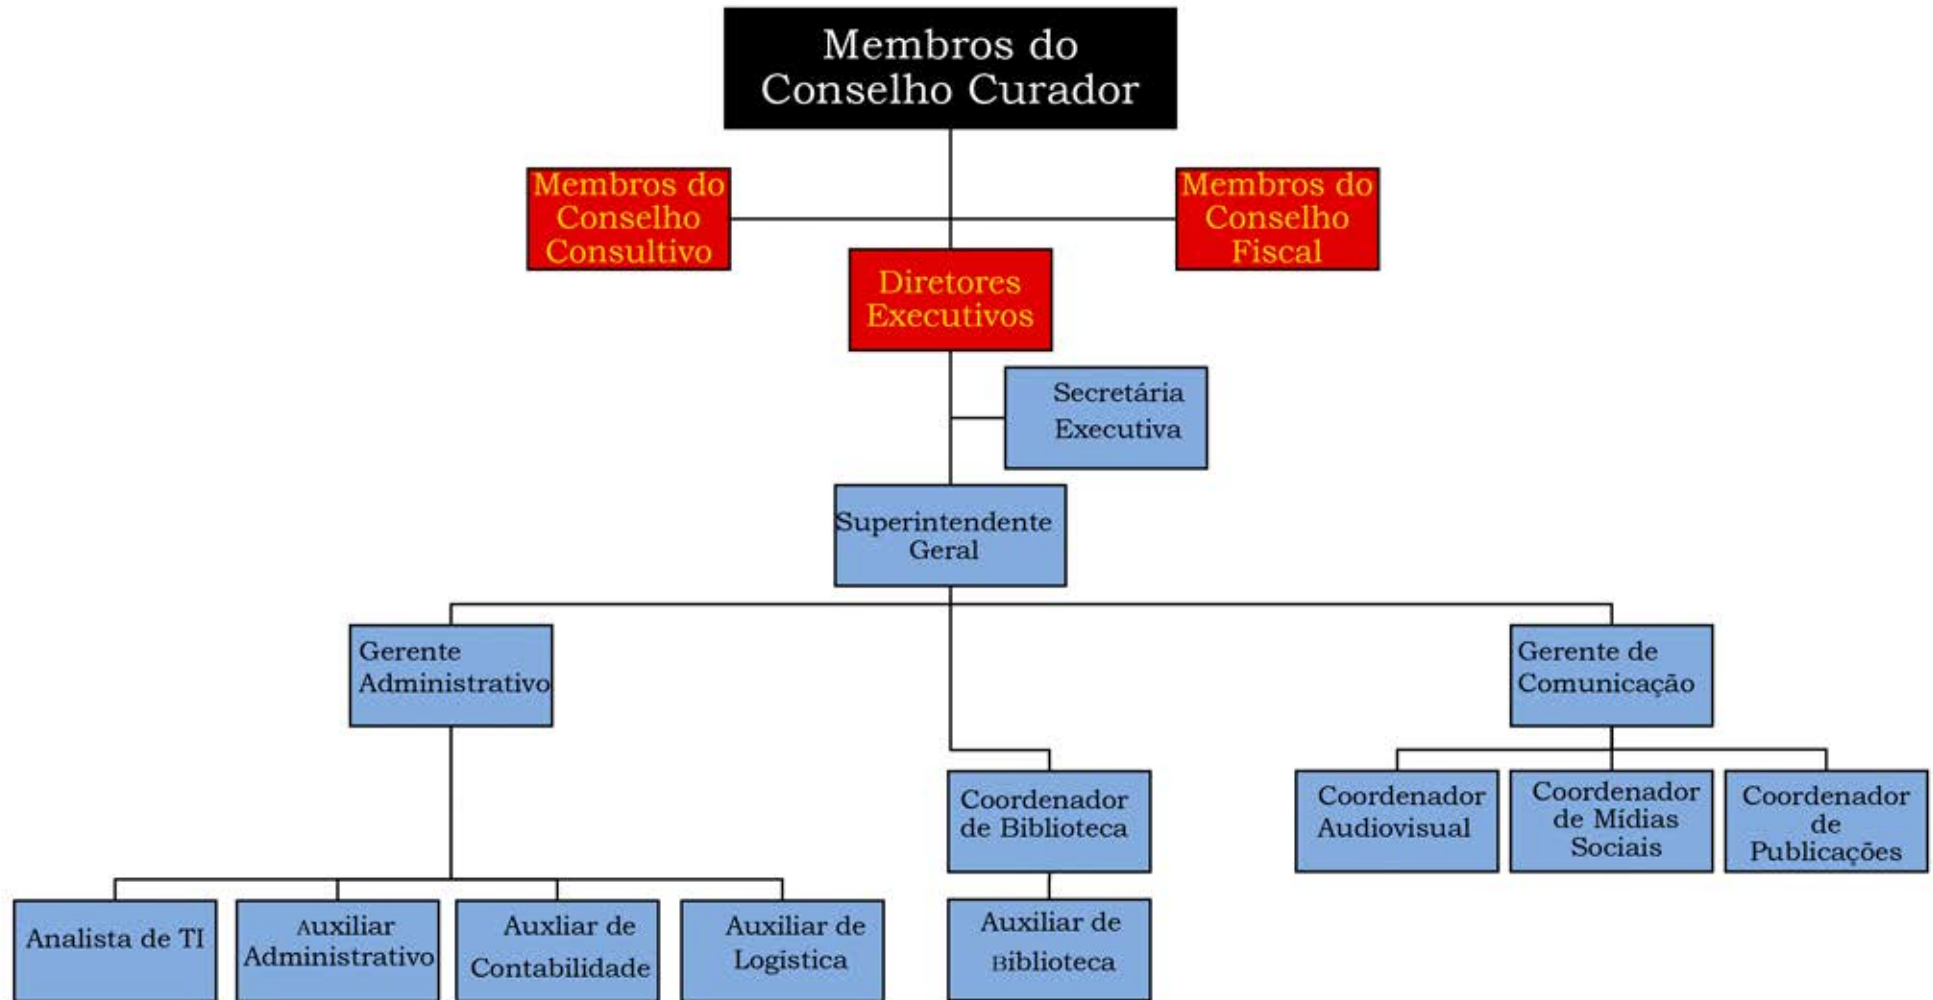 Membros do
Conselho Curador
Membros do
Conselho
Consultivo
Membros do
Conselho
Fiscal
Diretores
Executivos
Secretária
Executiva
Superintendente
Geral
Gerente
Administrativo
Gerente de
Comunicação
Coordenador
de Biblioteca
Coordenador
Audiovisual
Coordenador
de Mídias
Sociais
Coordenador
de
Publicações
Analista de TI
Auxiliar
Administrativo
Auxliar de
Contabilidade
Auxiliar de
Logística
Auxiliar de
Biblioteca